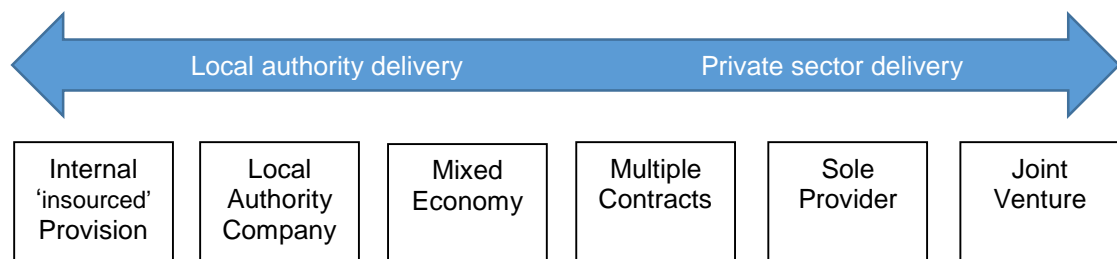 Local authority delivery
Private sector delivery
Internal
‘insourced’
Provision
Local
Authority
Company
Mixed
Economy
Multiple
Contracts
Sole
Provider
Joint
Venture